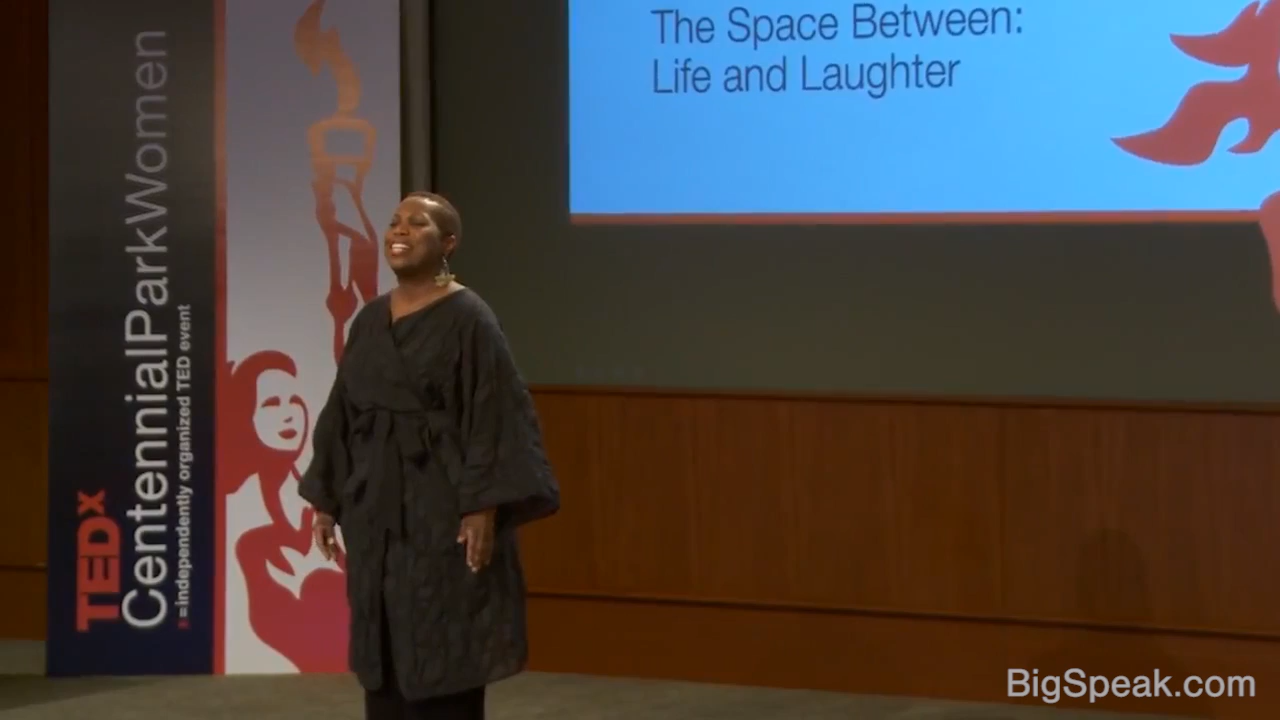 TEDx
CentennialParkWomen
x=independently organized TED event
The Space Between:
Life and Laughter
BigSpeak.com